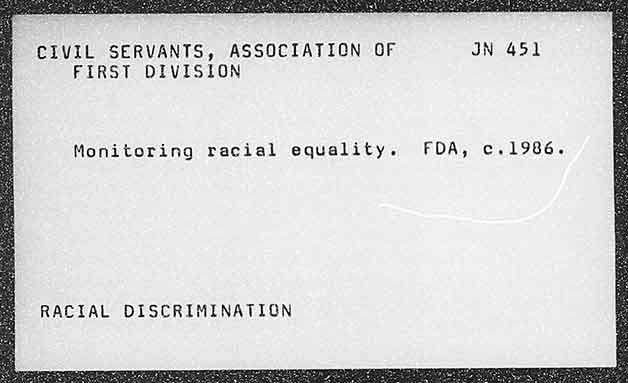 CIVIL SERVANTS, ASSOCIATION OF JN 451
FIRST DIVISION
Monitoring racial equality. FDA, c.1986.
RACIAL DISCRIMINATION